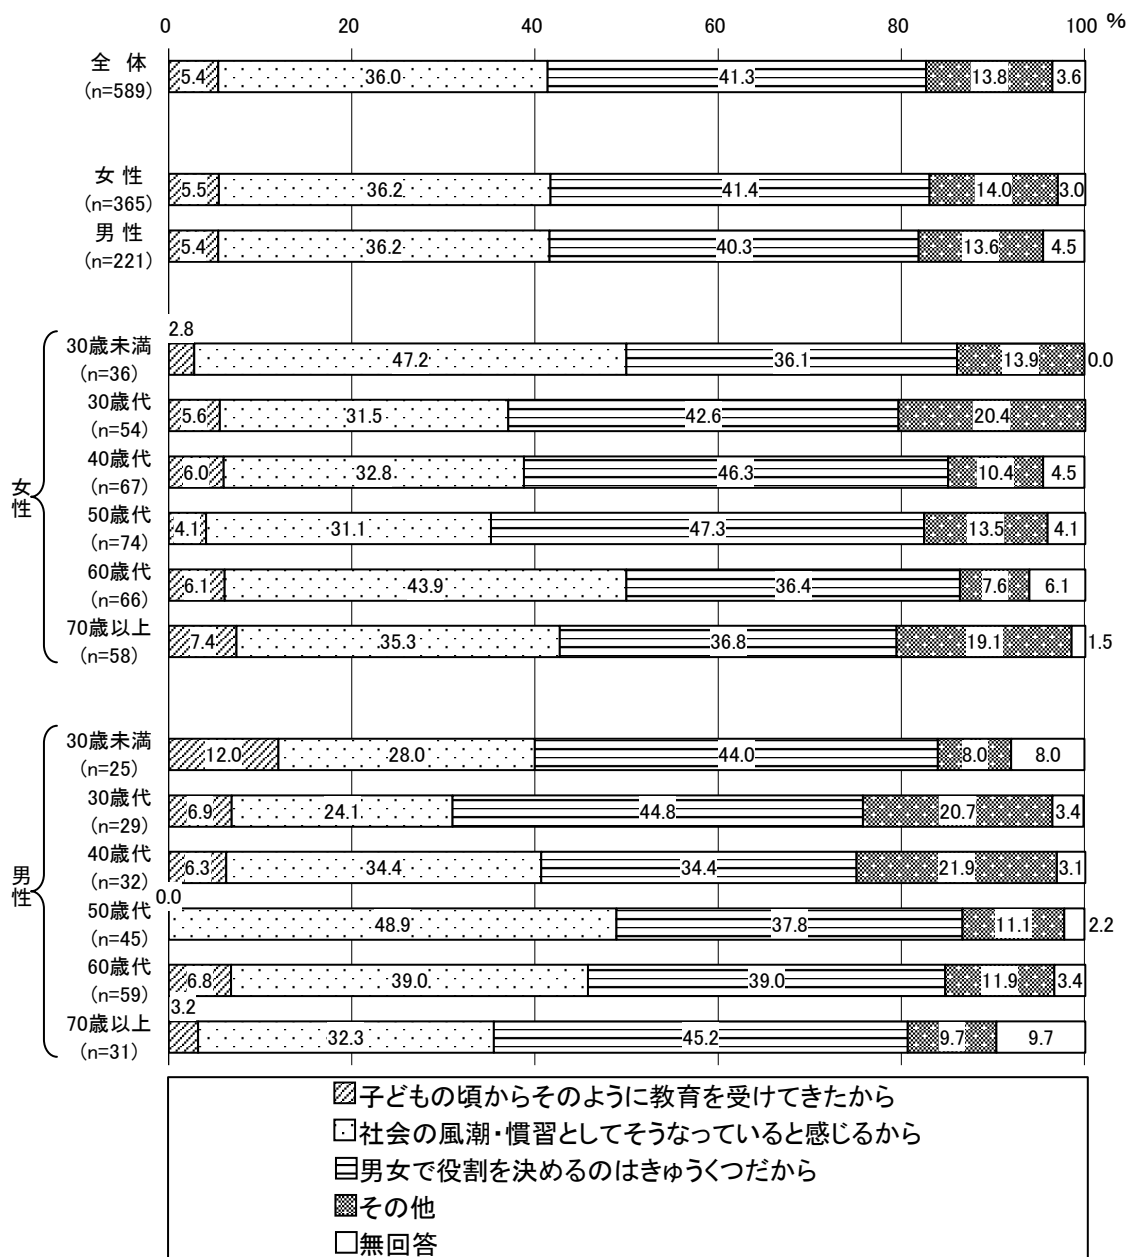 0 20 40 60 80 100 %
全 体
(n=589)
5.4 36.0 41.3 13.8 3.6
女 性
(n=365)
5.5 36.2 41.4 14.0 3.0
男 性
(n=221)
5.4 36.2 40.3 13.6 4.5
女性
2.8
30歳未満
(n=36)
47.2 36.1 13.9 0.0
30歳代
(n=54)
5.6 31.5 42.6 20.4
40歳代
(n=67)
6.0 32.8 46.3 10.4 4.5
50歳代
(n=74)
4.1 31.1 47.3 13.5 4.1
60歳代
(n=66)
6.1 43.9 36.4 7.6 6.1
70歳以上
(n=58)
7.4 35.3 36.8 19.1 1.5
男性
30歳未満
(n=25)
12.0 28.0 44.0 8.0 8.0
30歳代
(n=29)
6.9 24.1 44.8 20.7 3.4
40歳代
(n=32)
6.3 34.4 34.4 21.9 3.1
0.0
50歳代
(n=45)
48.9 37.8 11.1 2.2
60歳代
(n=59)
6.8 39.0 39.0 11.9 3.4
3.2
70歳以上
(n=31)
32.3 45.2 9.7 9.7
子どもの頃からそのように教育を受けてきたから
社会の風潮・慣習としてそうなっていると感じるから
男女で役割を決めるのはきゅうくつだから
その他
無回答